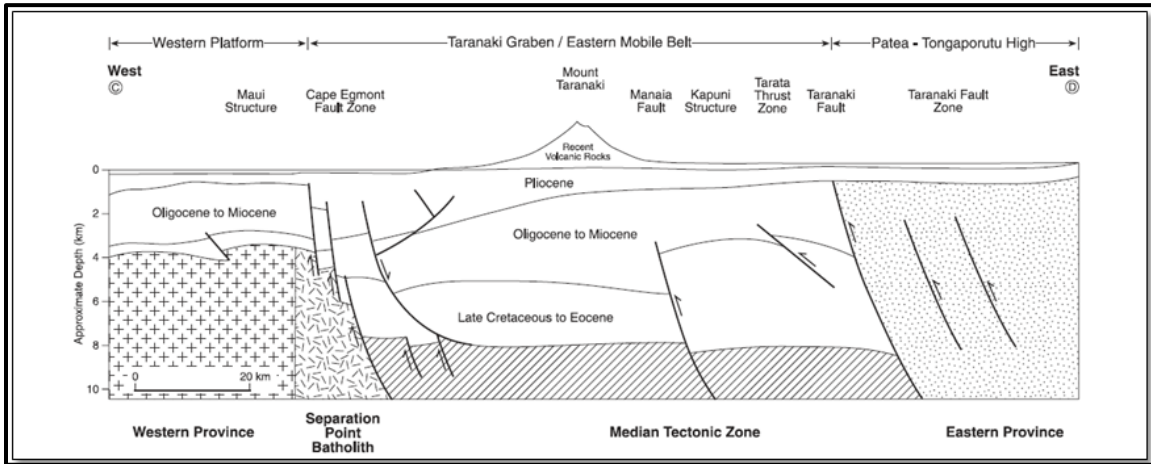 Western Platform
Taranaki Graben / Eastern Mobile Belt
Patea - Tongaporutu High
West
C
East
D
Maui
Structure
Cape Egmont
Fault Zone
Mount
Taranaki
Manaia
Fault
Kapuni
Structure
Tarata
Thrust
Zone
Taranaki
Fault
Taranaki Fault
Zone
Recent
Volcanic Rocks
Pliocene
Oligocene to Miocene
Oligocene to Miocene
Late Cretaceous to Eocene
Approximate Depth (km)
0
2
4
6
8
10
0
20 km
Western Province
Separation
Point
Batholith
Median Tectonic Zone
Eastern Province